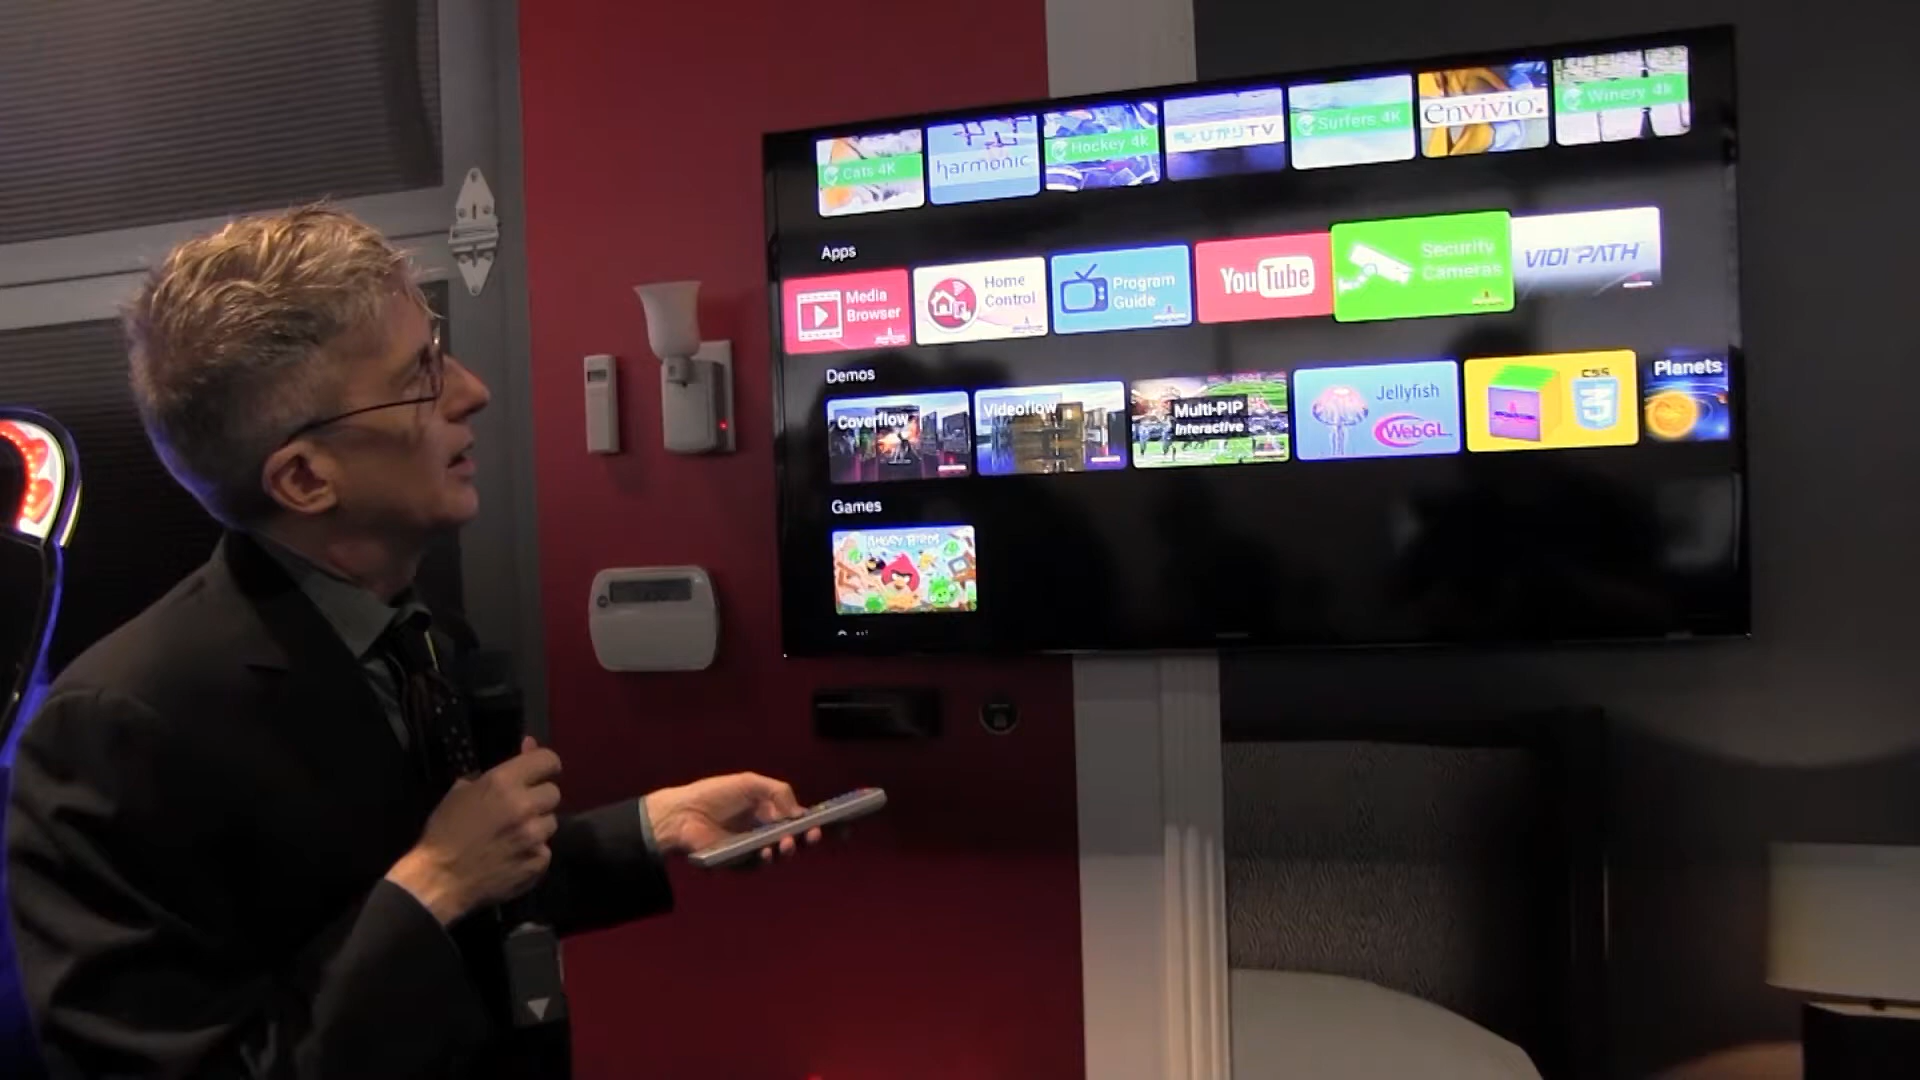 Cats 4K
harmonic
Hockey 4k
TV
Surfers 4K
envivio.
Winery 4k
Apps
Media
Browser
Home
Control
Program
Guide
YouTube
Security
Cameras
VIDIPATH
Demos
Coverflow
Videoflow
Multi-PIP
Interactive
Jellyfish
WebGL
CSS
3
Planets
Games
ANGRY BIRDS